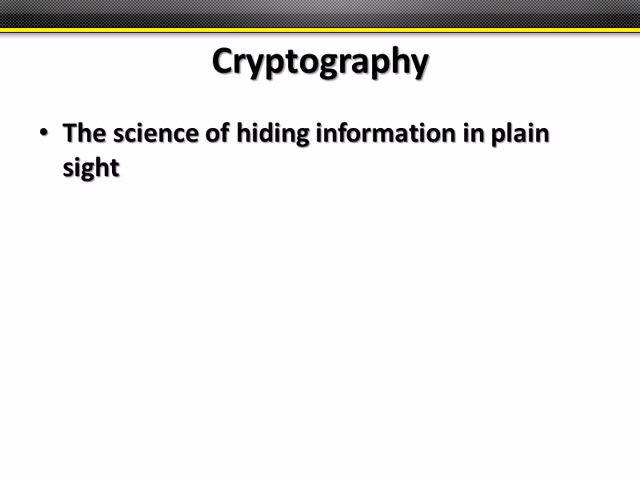 Cryptography
• The science of hiding information in plain
sight